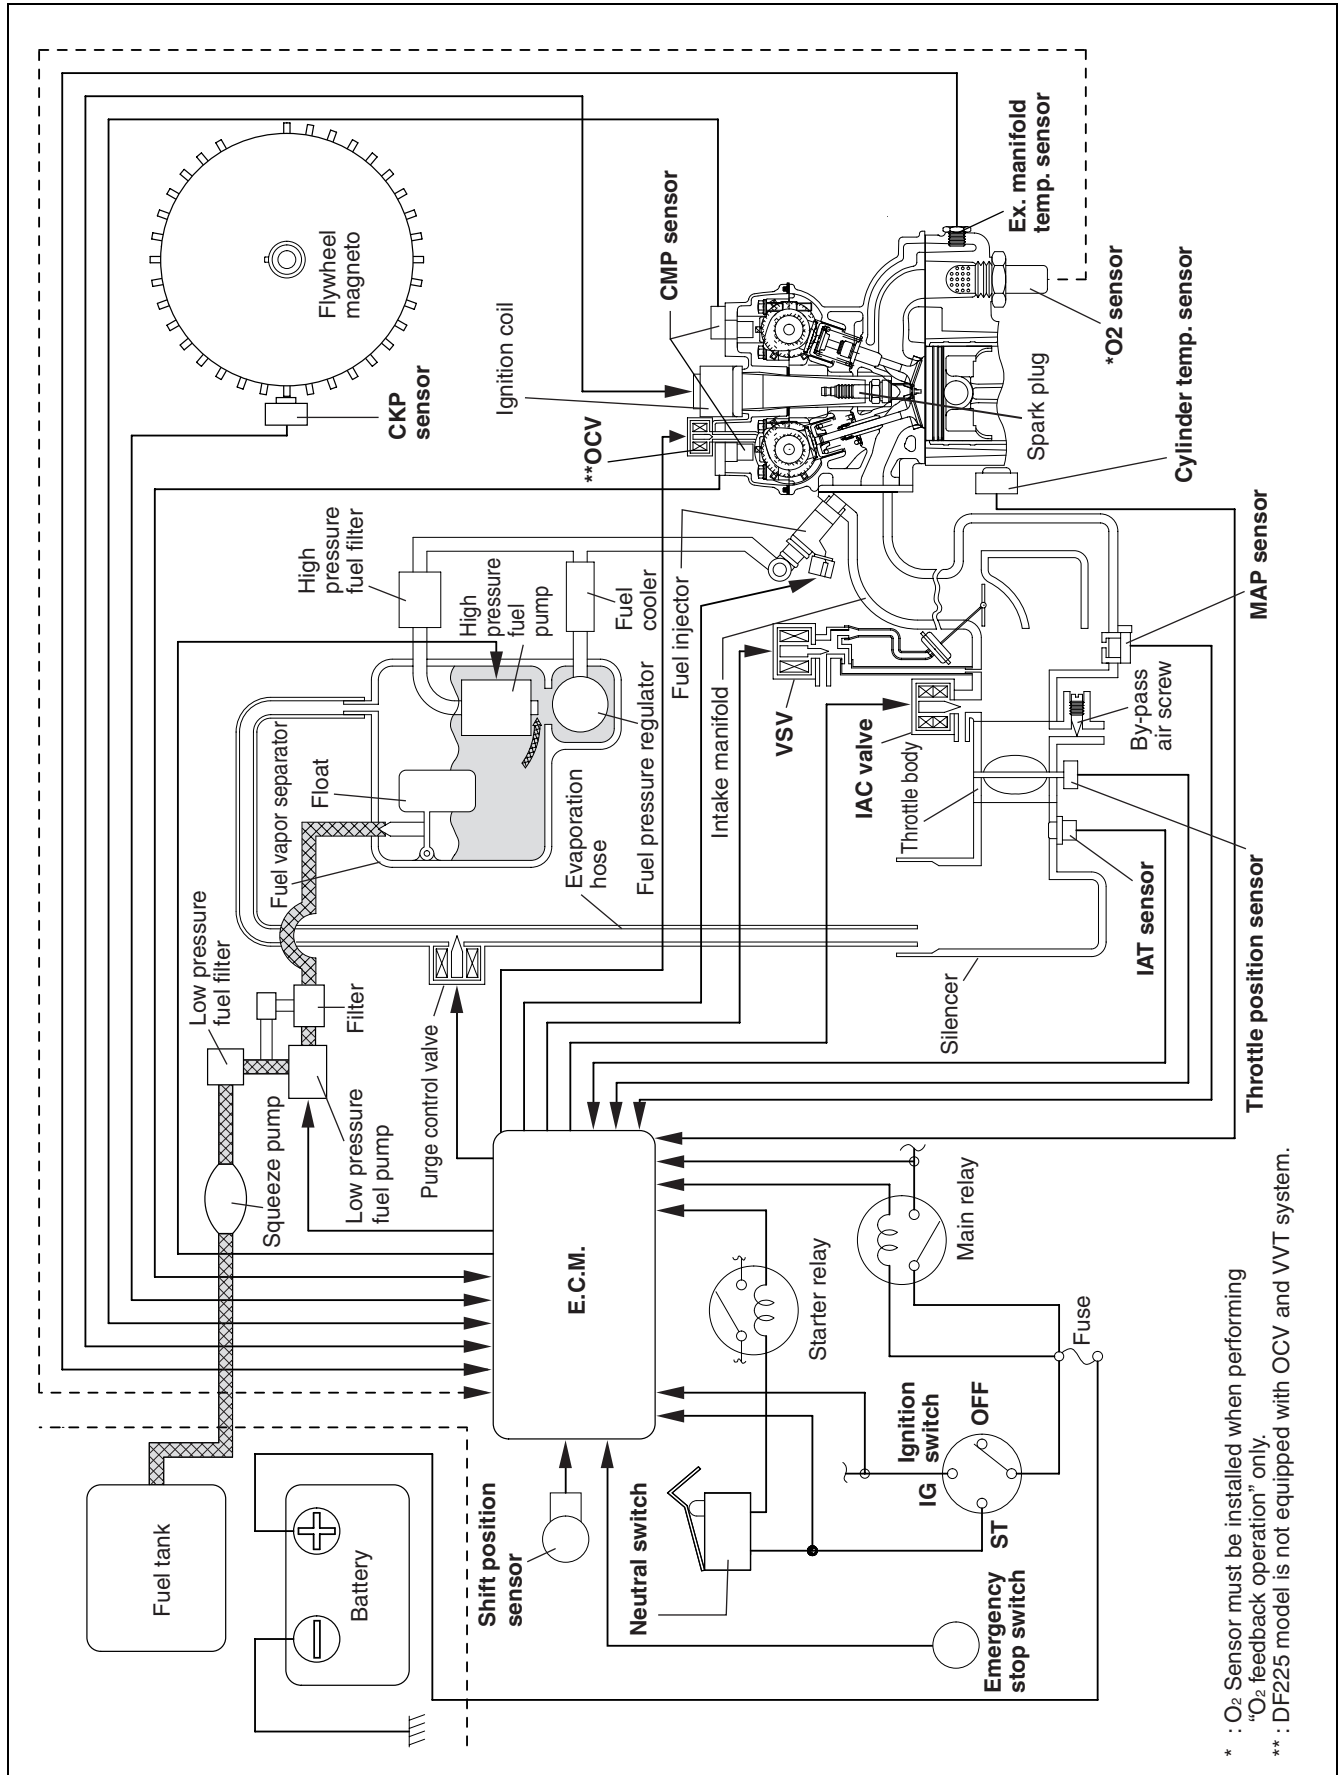 Fuel tank
Battery
Shift position
sensor
Neutral switch
Emergency
stop switch
Ignition
switch
OFF
IG
ST
Fuse
Main relay
Starter relay
E.C.M.
Squeeze pump
Low pressure
fuel pump
Low pressure
fuel filter
Filter
Purge control valve
Fuel vapor separator
Float
Evaporation
hose
Fuel pressure regulator
High
pressure
fuel filter
High
pressure
fuel
pump
Fuel
cooler
Fuel injector
Intake manifold
VSV
IAC valve
Throttle body
By-pass
air screw
Silencer
IAT sensor
Throttle position sensor
MAP sensor
Cylinder temp. sensor
Flywheel
magneto
CKP
sensor
Ignition coil
**OCV
CMP sensor
Spark plug
Ex. manifold
temp. sensor
*O2 sensor
* : O2 Sensor must be installed when performing
“O2 feedback operation” only.
** : DF225 model is not equipped with OCV and VVT system.